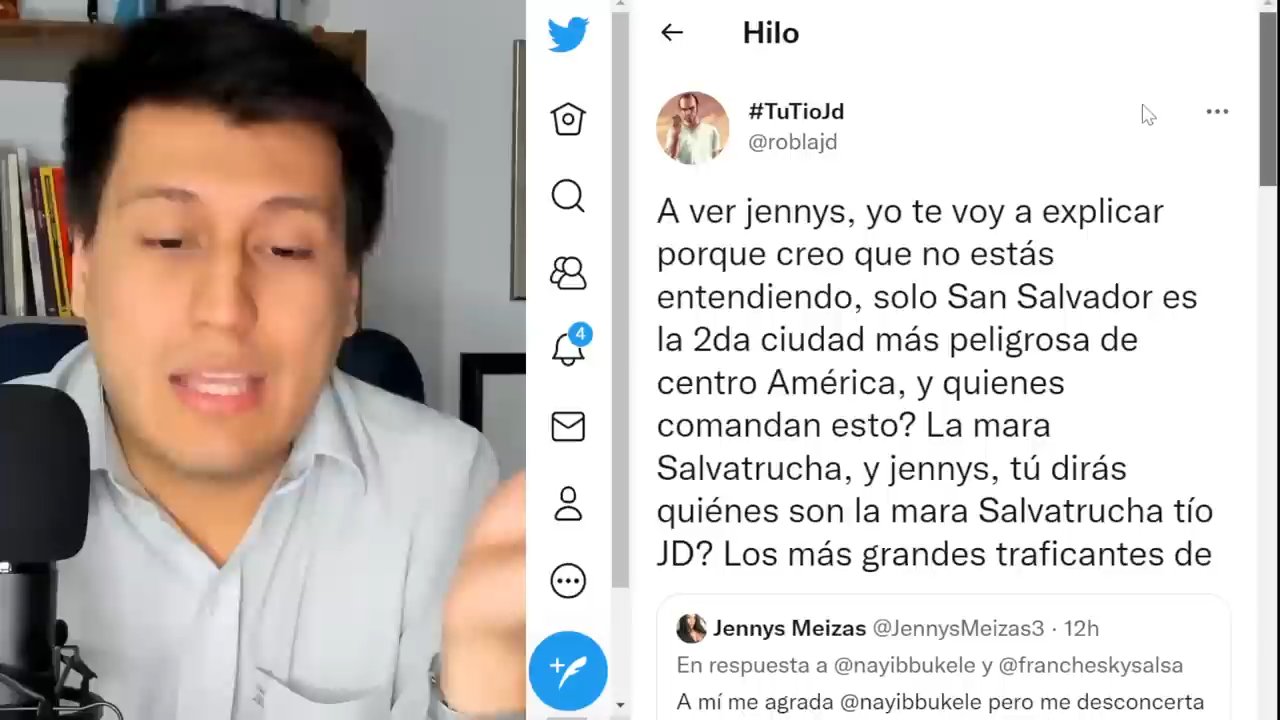 Hilo
#TuTioJd
@roblajd
A ver jennys, yo te voy a explicar
porque creo que no estás
entendiendo, solo San Salvador es
la 2da ciudad más peligrosa de
centro América, y quienes
comandan esto? La mara
Salvatrucha, y jennys, tú dirás
quiénes son la mara Salvatrucha tío
JD? Los más grandes traficantes de
4
Jennys Meizas @JennysMeizas3 · 12h
En respuesta a @nayibbukele y @francheskysalsa
A mí me agrada @nayibbukele pero me desconcerta